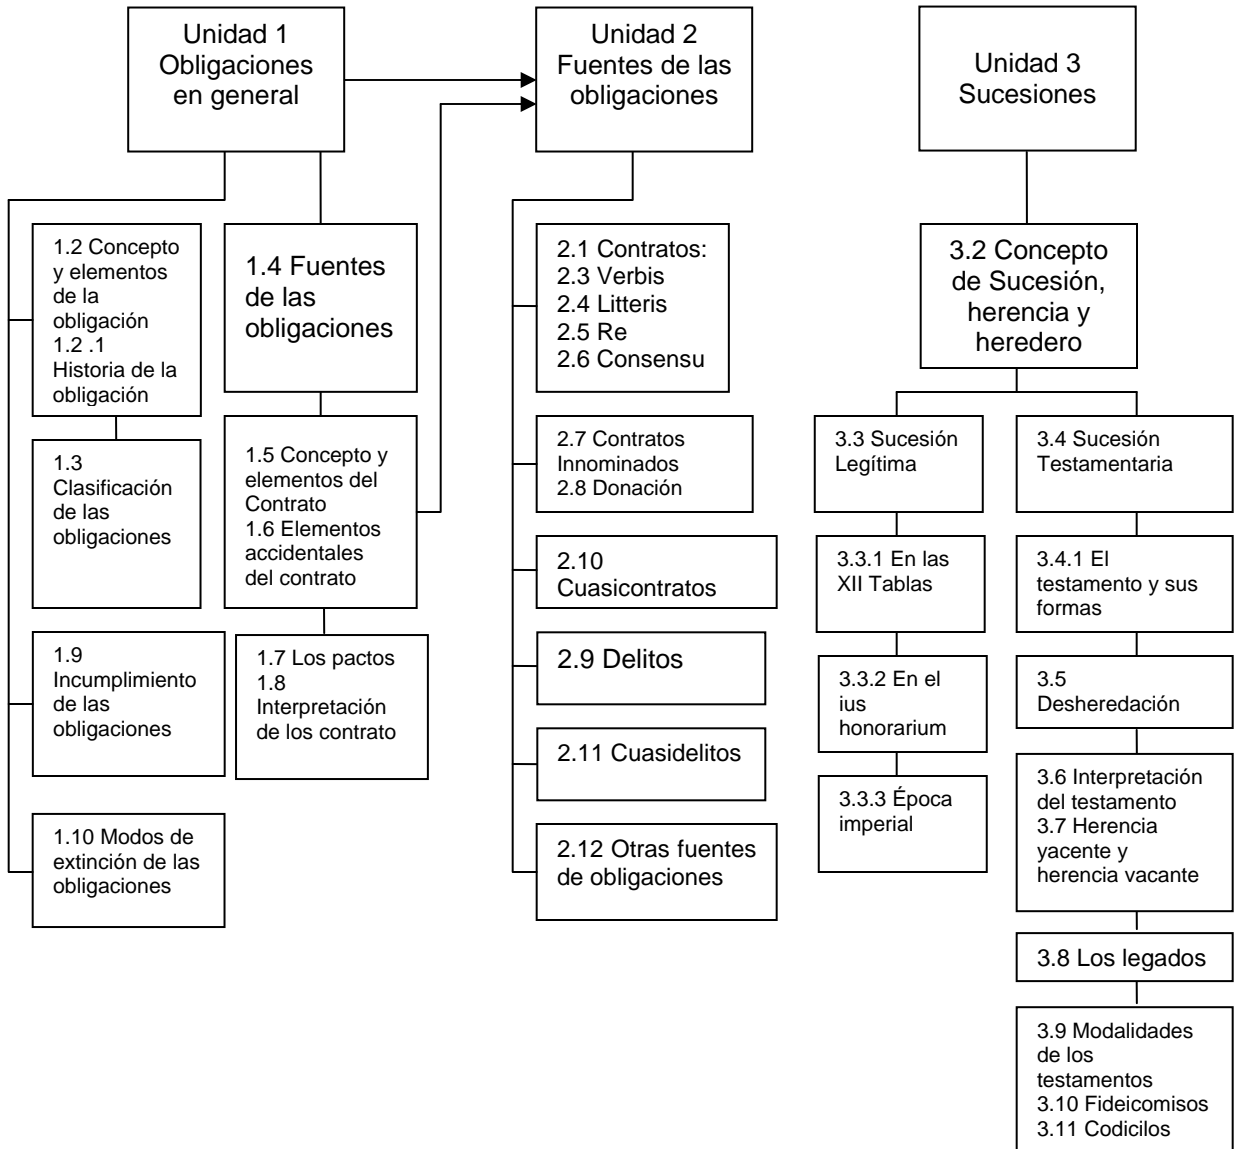 Unidad 1
Obligaciones
en general
1.2 Concepto
y elementos
de la
obligación
1.2 .1
Historia de la
obligación
1.3
Clasificación
de las
obligaciones
1.9
Incumplimiento
de las
obligaciones
1.10 Modos de
extinción de las
obligaciones
1.4 Fuentes
de las
obligaciones
1.5 Concepto y
elementos del
Contrato
1.6 Elementos
accidentales
del contrato
1.7 Los pactos
1.8
Interpretación
de los contrato
Unidad 2
Fuentes de las
obligaciones
2.1 Contratos:
2.3 Verbis
2.4 Litteris
2.5 Re
2.6 Consensu
2.7 Contratos
Innominados
2.8 Donación
2.10
Cuasicontratos
2.9 Delitos
2.11 Cuasidelitos
2.12 Otras fuentes
de obligaciones
Unidad 3
Sucesiones
3.2 Concepto
de Sucesión,
herencia y
heredero
3.3 Sucesión
Legítima
3.3.1 En las
XII Tablas
3.3.2 En el
ius
honorarium
3.3.3 Época
imperial
3.4 Sucesión
Testamentaria
3.4.1 El
testamento y sus
formas
3.5
Desheredación
3.6 Interpretación
del testamento
3.7 Herencia
yacente y
herencia vacante
3.8 Los legados
3.9 Modalidades
de los
testamentos
3.10 Fideicomisos
3.11 Codicilos